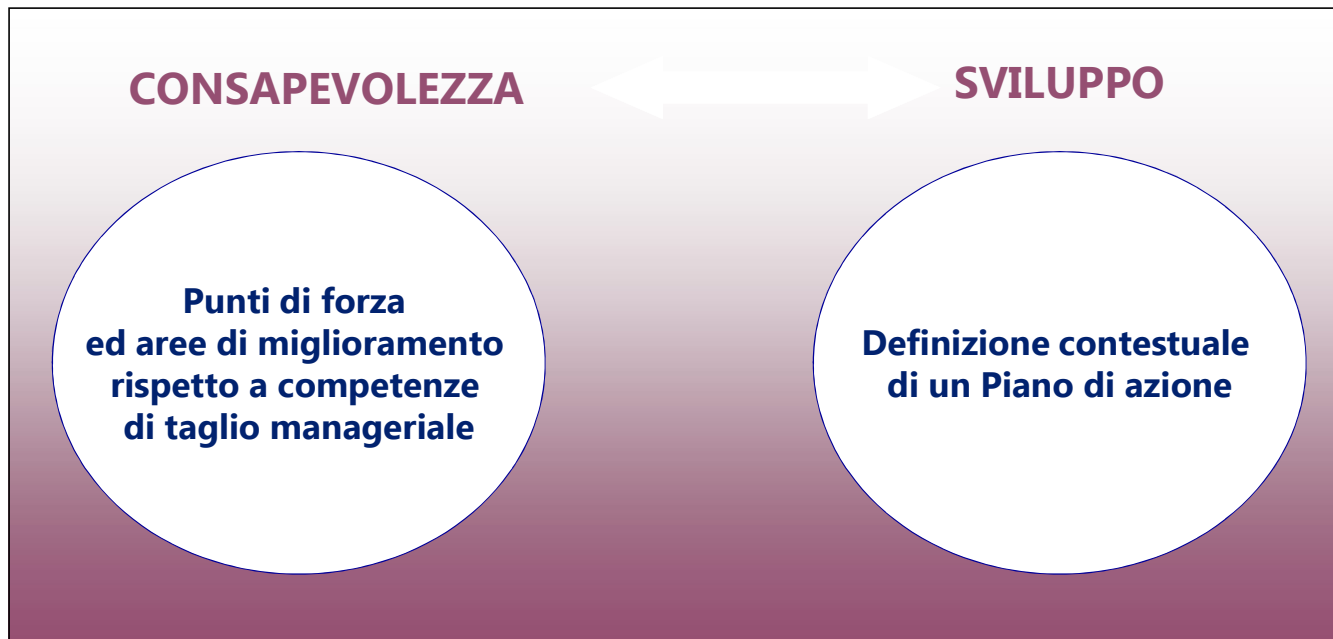 CONSAPEVOLEZZA
SVILUPPO
Punti di forza
ed aree di miglioramento
rispetto a competenze
di taglio manageriale
Definizione contestuale
di un Piano di azione